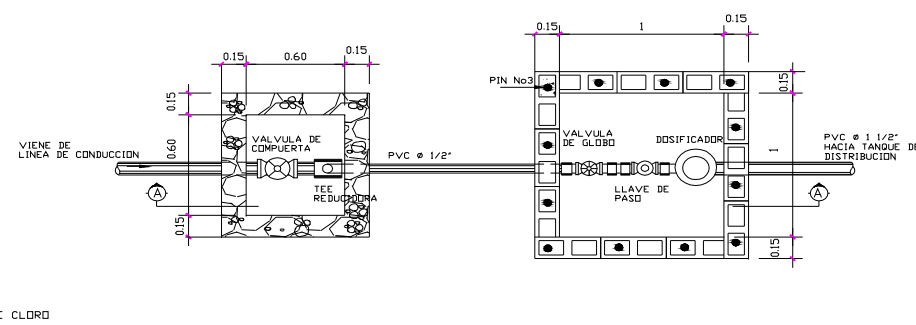 0.15
1
0.15
0.15
0.60
0.15
PIN No3
0.15
0.15
VALVULA DE
COMPUERTA
VALVULA
DE GLOBO
DOSIFICADOR
PVC ø 1 1/2"
HACIA TANQUE DE
DISTRIBUCION
VIENE DE
LINEA DE CONDUCCION
0.60
PVC ø 1/2"
1
TEE
REDUCIDORA
LLAVE DE
PASO
A
A
0.15
0.15
CLORO